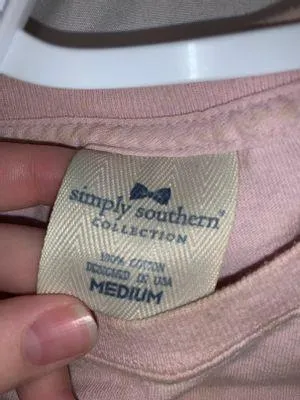 simply southern®
COLLECTION
100% COTTON
DESIGNED IN USA
MEDIUM